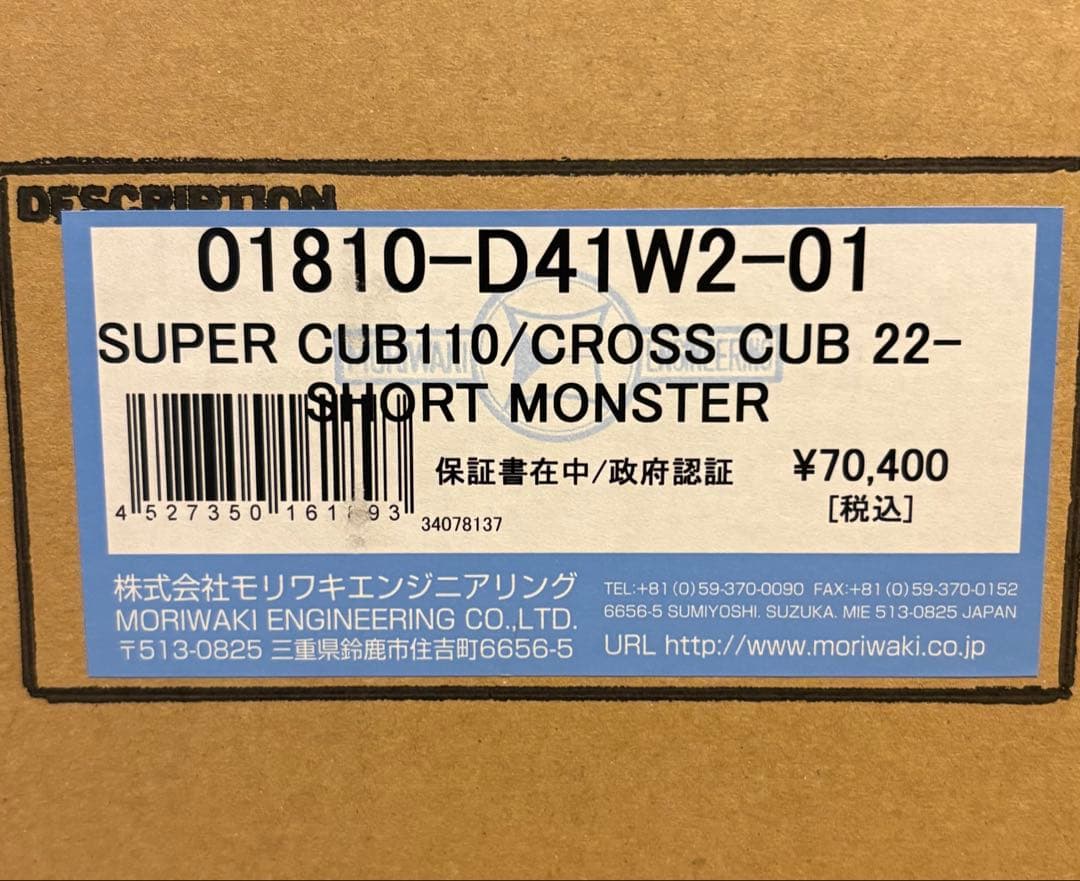 DESCRIPTION
01810-D41W2-01
MORIWAKI ENGINEERING
SUPER CUB110/CROSS CUB 22-
SHORT MONSTER
保証書在中/政府認証
¥70,400
[税込]
34078137
株式会社モリワキエンジニアリング
MORIWAKI ENGINEERING CO.,LTD.
〒513-0825 三重県鈴鹿市住吉町6656-5
TEL:+81(0)59-370-0090 FAX:+81(0)59-370-0152
6656-5 SUMIYOSHI. SUZUKA. MIE 513-0825 JAPAN
URL http://www.moriwaki.co.jp